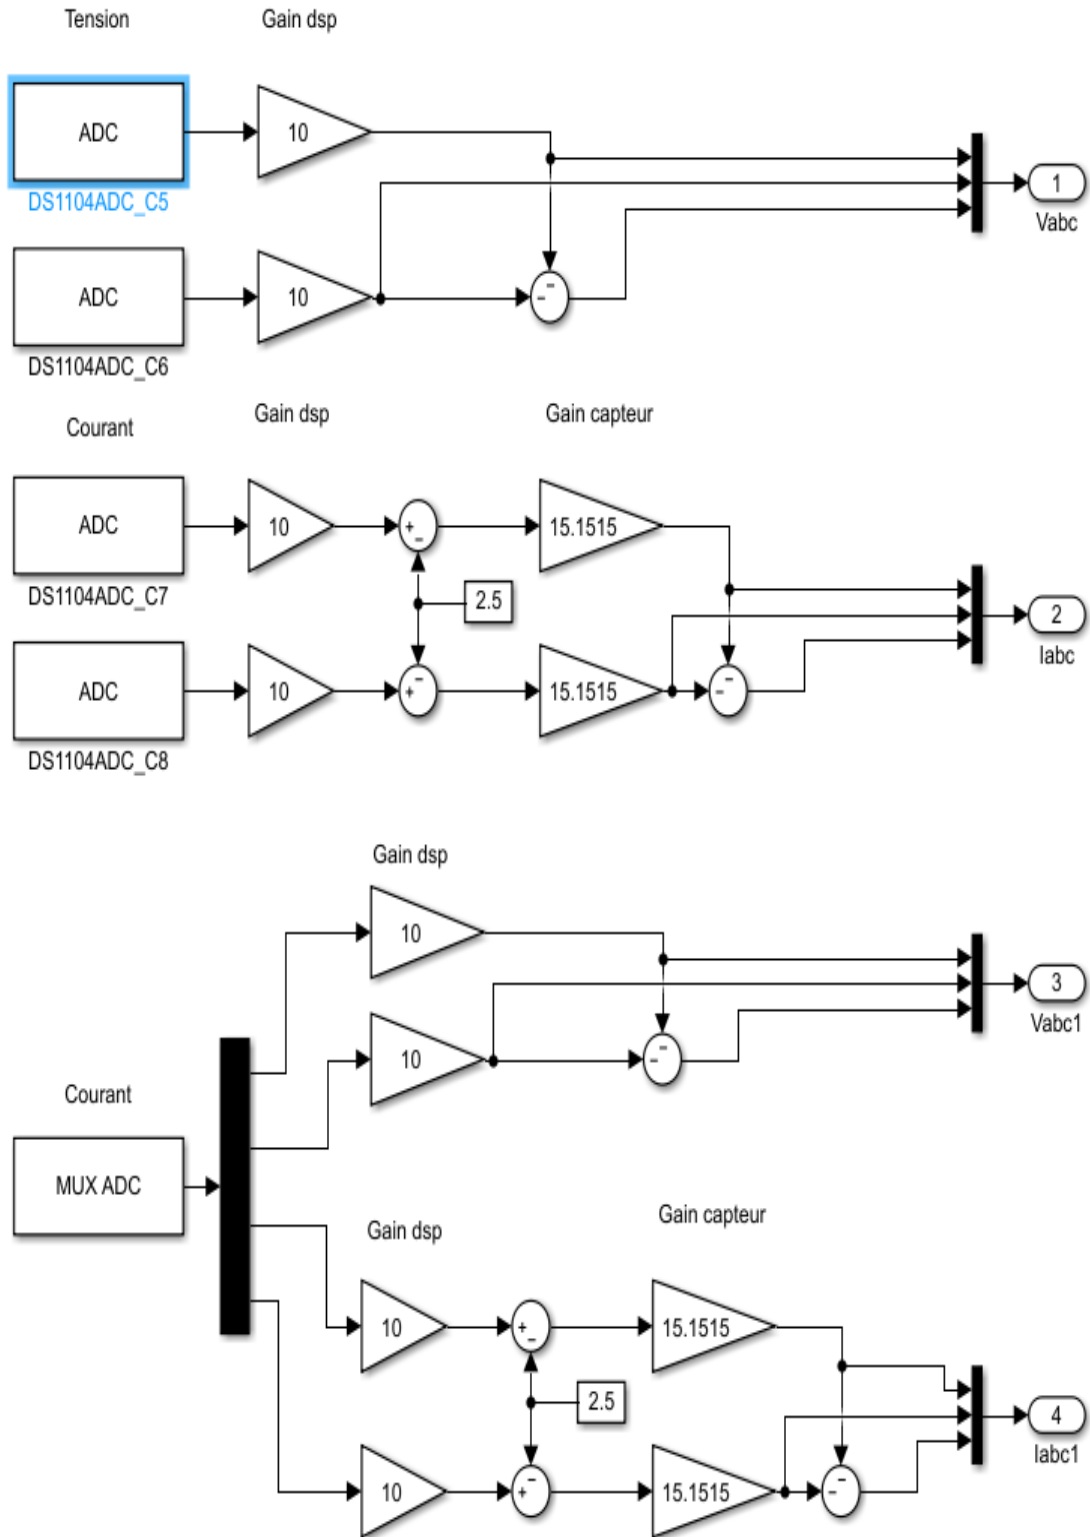 Tension Gain dsp
ADC 10
DS1104ADC_C5
1
Vabc
ADC 10
DS1104ADC_C6
Courant Gain dsp Gain capteur
ADC 10 + - 15.1515
DS1104ADC_C7
2.5
2
Iabc
ADC 10 + - 15.1515 - -
DS1104ADC_C8
Gain dsp
10
3
Vabc1
10 - -
Courant
MUX ADC
Gain dsp Gain capteur
10 + - 15.1515
2.5
4
Iabc1
10 + - 15.1515 - -